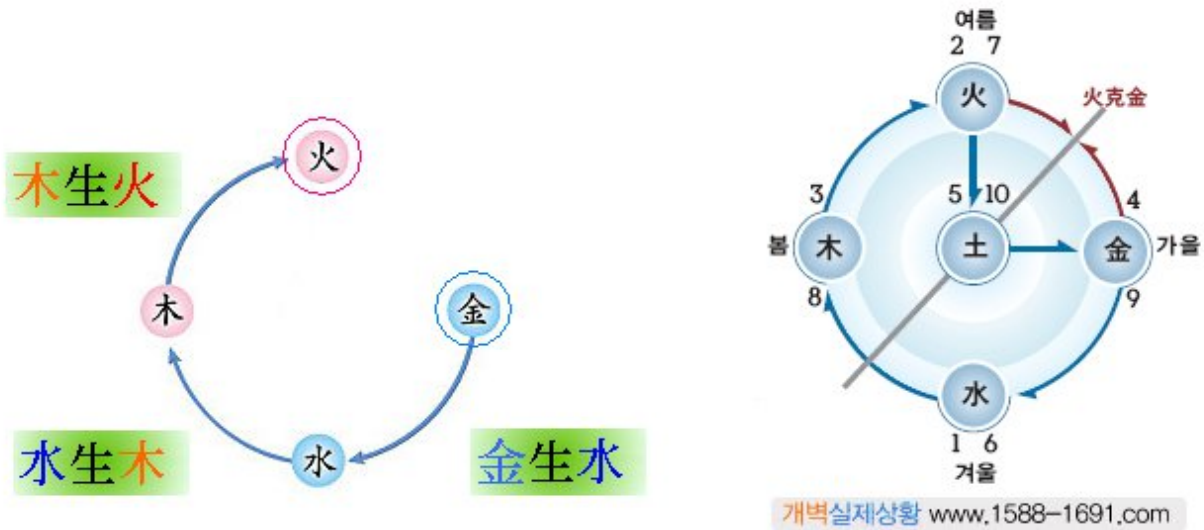 木生火
火
木
金
水生木
水
金生水
여름
2 7
火
火克金
3
5 10
4
봄
木
土
金
가을
8
9
水
1 6
겨울
개벽실제상황 www.1588-1691.com